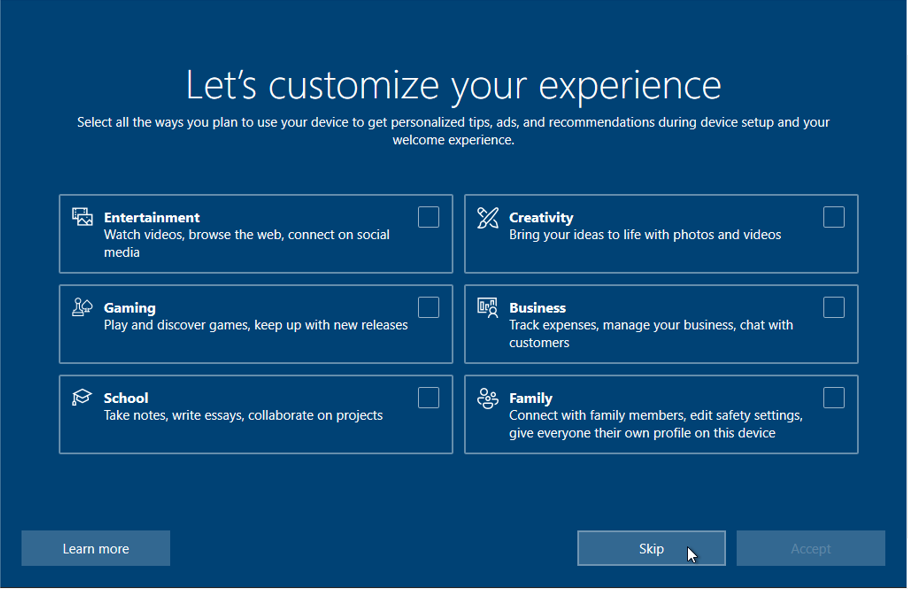 Let's customize your experience
Select all the ways you plan to use your device to get personalized tips, ads, and recommendations during device setup and your
welcome experience.
Entertainment
Watch videos, browse the web, connect on social
media
Creativity
Bring your ideas to life with photos and videos
Gaming
Play and discover games, keep up with new releases
Business
Track expenses, manage your business, chat with
customers
School
Take notes, write essays, collaborate on projects
Family
Connect with family members, edit safety settings,
give everyone their own profile on this device
Learn more
Skip
Accept